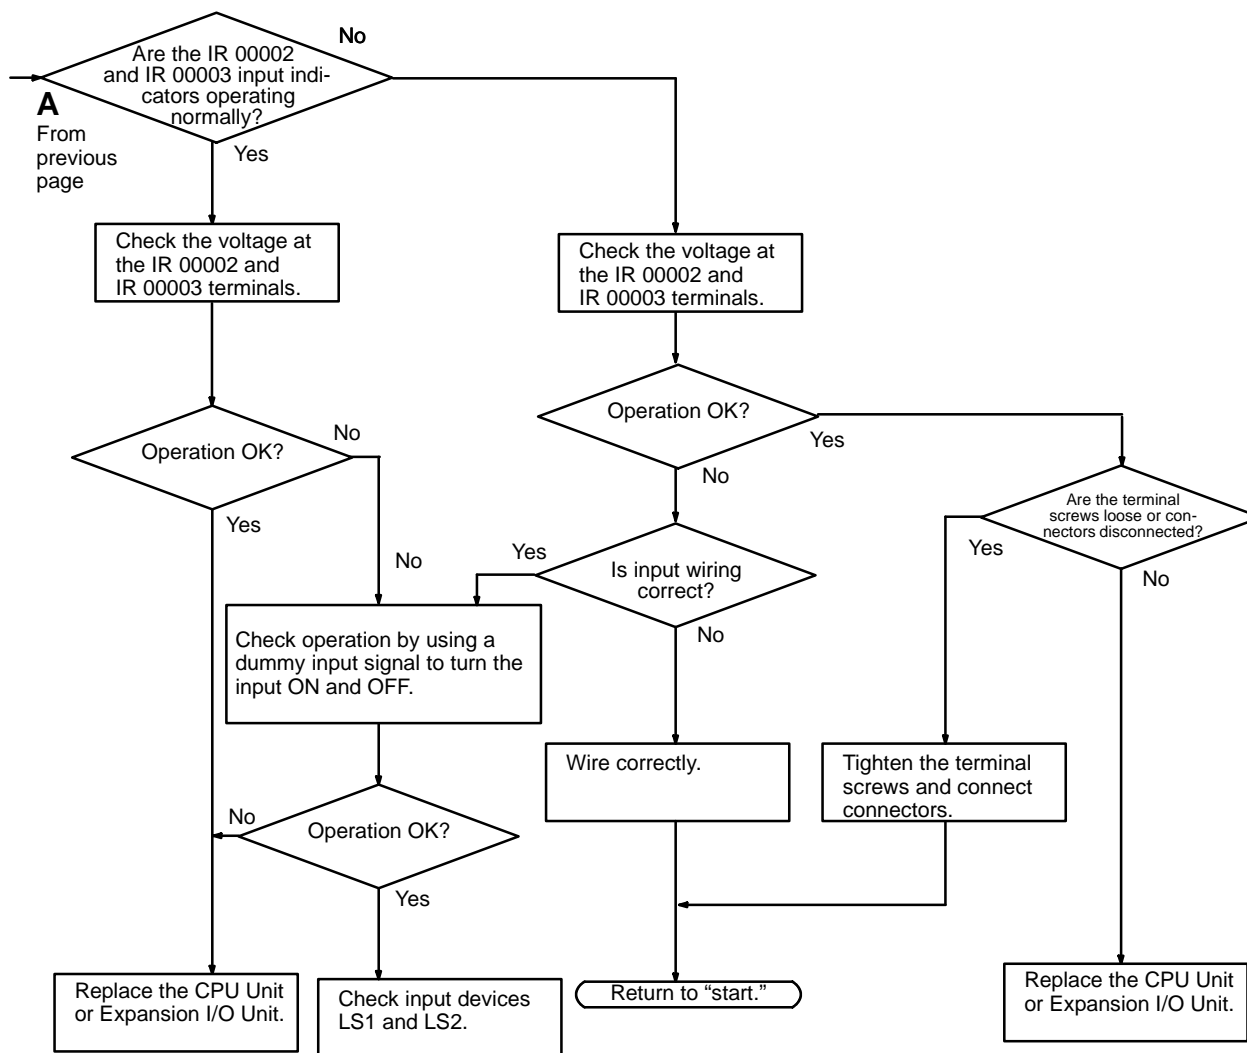 No
Are the IR 00002
and IR 00003 input indi-
cators operating
normally?
A
From
previous
page
Yes
Check the voltage at
the IR 00002 and
IR 00003 terminals.
Check the voltage at
the IR 00002 and
IR 00003 terminals.
Operation OK?
Yes
No
Operation OK?
No
Yes
Are the terminal
screws loose or con-
nectors disconnected?
Yes
No
No
Yes
Is input wiring
correct?
No
Check operation by using a
dummy input signal to turn the
input ON and OFF.
Wire correctly.
Tighten the terminal
screws and connect
connectors.
No
Operation OK?
Yes
Replace the CPU Unit
or Expansion I/O Unit.
Check input devices
LS1 and LS2.
Return to “start.”
Replace the CPU Unit
or Expansion I/O Unit.